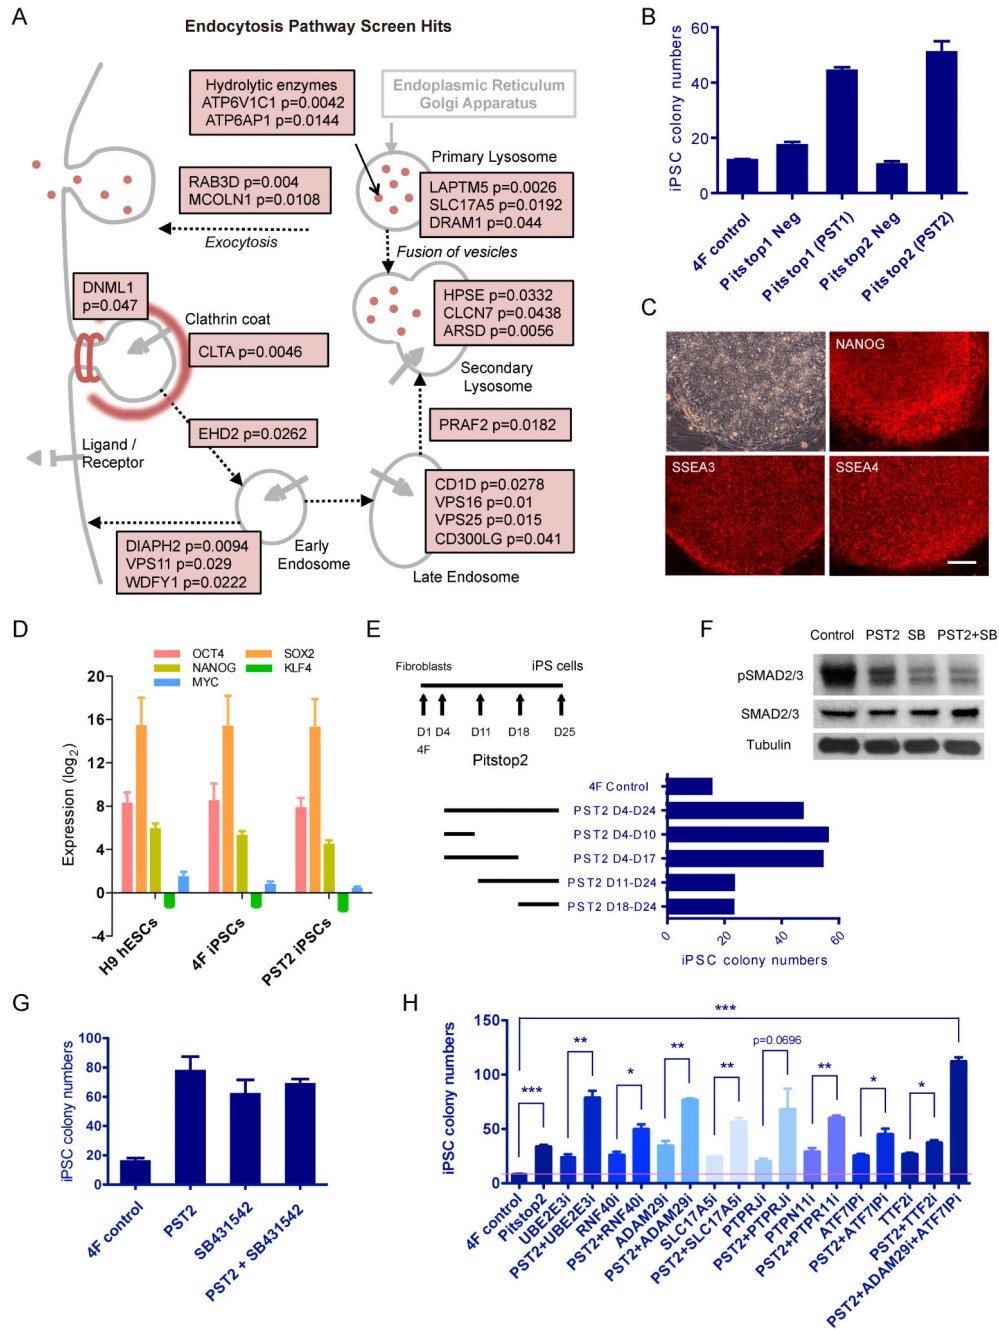 A
Endocytosis Pathway Screen Hits
Hydrolytic enzymes
ATP6V1C1 p=0.0042
ATP6AP1 p=0.0144
Endoplasmic Reticulum
Golgi Apparatus
Primary Lysosome
RAB3D p=0.004
MCOLN1 p=0.0108
LAPTM5 p=0.0026
SLC17A5 p=0.0192
DRAM1 p=0.044
Exocytosis
Fusion of vesicles
DNML1
p=0.047
HPSE p=0.0332
CLCN7 p=0.0438
ARSD p=0.0056
Clathrin coat
CLTA p=0.0046
Secondary
Lysosome
EHD2 p=0.0262
PRAF2 p=0.0182
Ligand /
Receptor
CD1D p=0.0278
VPS16 p=0.01
VPS25 p=0.015
CD300LG p=0.041
DIAPH2 p=0.0094
VPS11 p=0.029
WDFY1 p=0.0222
Early
Endosome
Late Endosome
B
iPSC colony numbers
60
40
20
0
4F control
Pitstop1 Neg
Pitstop1 (PST1)
Pitstop2 Neg
Pitstop2 (PST2)
C
NANOG
SSEA3
SSEA4
D
OCT4
SOX2
NANOG
KLF4
MYC
Expression (log2)
20
16
12
8
4
0
-4
H9 hESCs
4F iPSCs
PST2 iPSCs
E
Fibroblasts
iPS cells
D1
D4
D11
D18
D25
4F
Pitstop2
4F Control
PST2 D4-D24
PST2 D4-D10
PST2 D4-D17
PST2 D11-D24
PST2 D18-D24
0
20
40
60
iPSC colony numbers
F
Control
PST2
SB
PST2+SB
pSMAD2/3
SMAD2/3
Tubulin
G
iPSC colony numbers
100
80
60
40
20
0
4F control
PST2
SB431542
PST2 + SB431542
H
iPSC colony numbers
150
100
50
0
***
***
**
*
**
**
p=0.0696
**
*
*
4F control
Pitstop2
UBE2E3i
PST2+UBE2E3i
RNF40i
PST2+RNF40i
ADAM29i
PST2+ADAM29i
SLC17A5i
PST2+SLC17A5i
PTPRJi
PST2+PTPRJi
PTPN11i
PST2+PTPR11i
ATF7IPi
PST2+ATF7IPi
TTF2i
PST2+TTF2i
PST2+ADAM29i+ATF7IPi